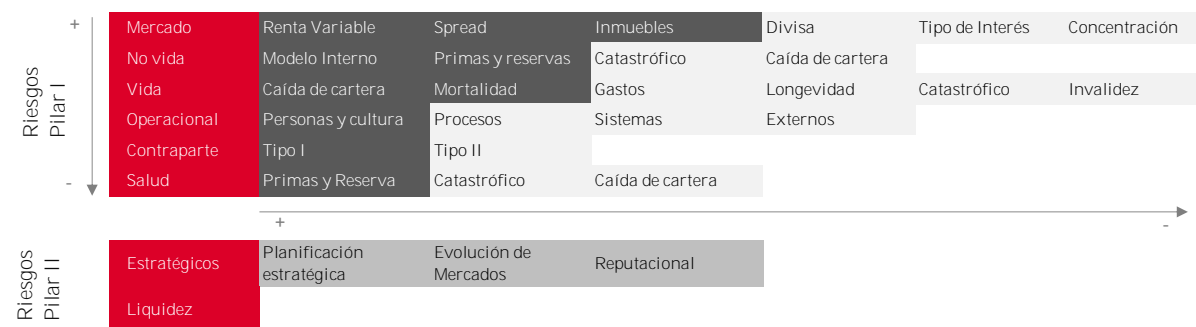 +
Riesgos
Pilar I
-
Mercado Renta Variable Spread Inmuebles Divisa Tipo de Interés Concentración
No vida Modelo Interno Primas y reservas Catastrófico Caída de cartera
Vida Caída de cartera Mortalidad Gastos Longevidad Catastrófico Invalidez
Operacional Personas y cultura Procesos Sistemas Externos
Contraparte Tipo I Tipo II
Salud Primas y Reserva Catastrófico Caída de cartera
+ -
Riesgos
Pilar II
Estratégicos Planificación estratégica Evolución de Mercados Reputacional
Liquidez